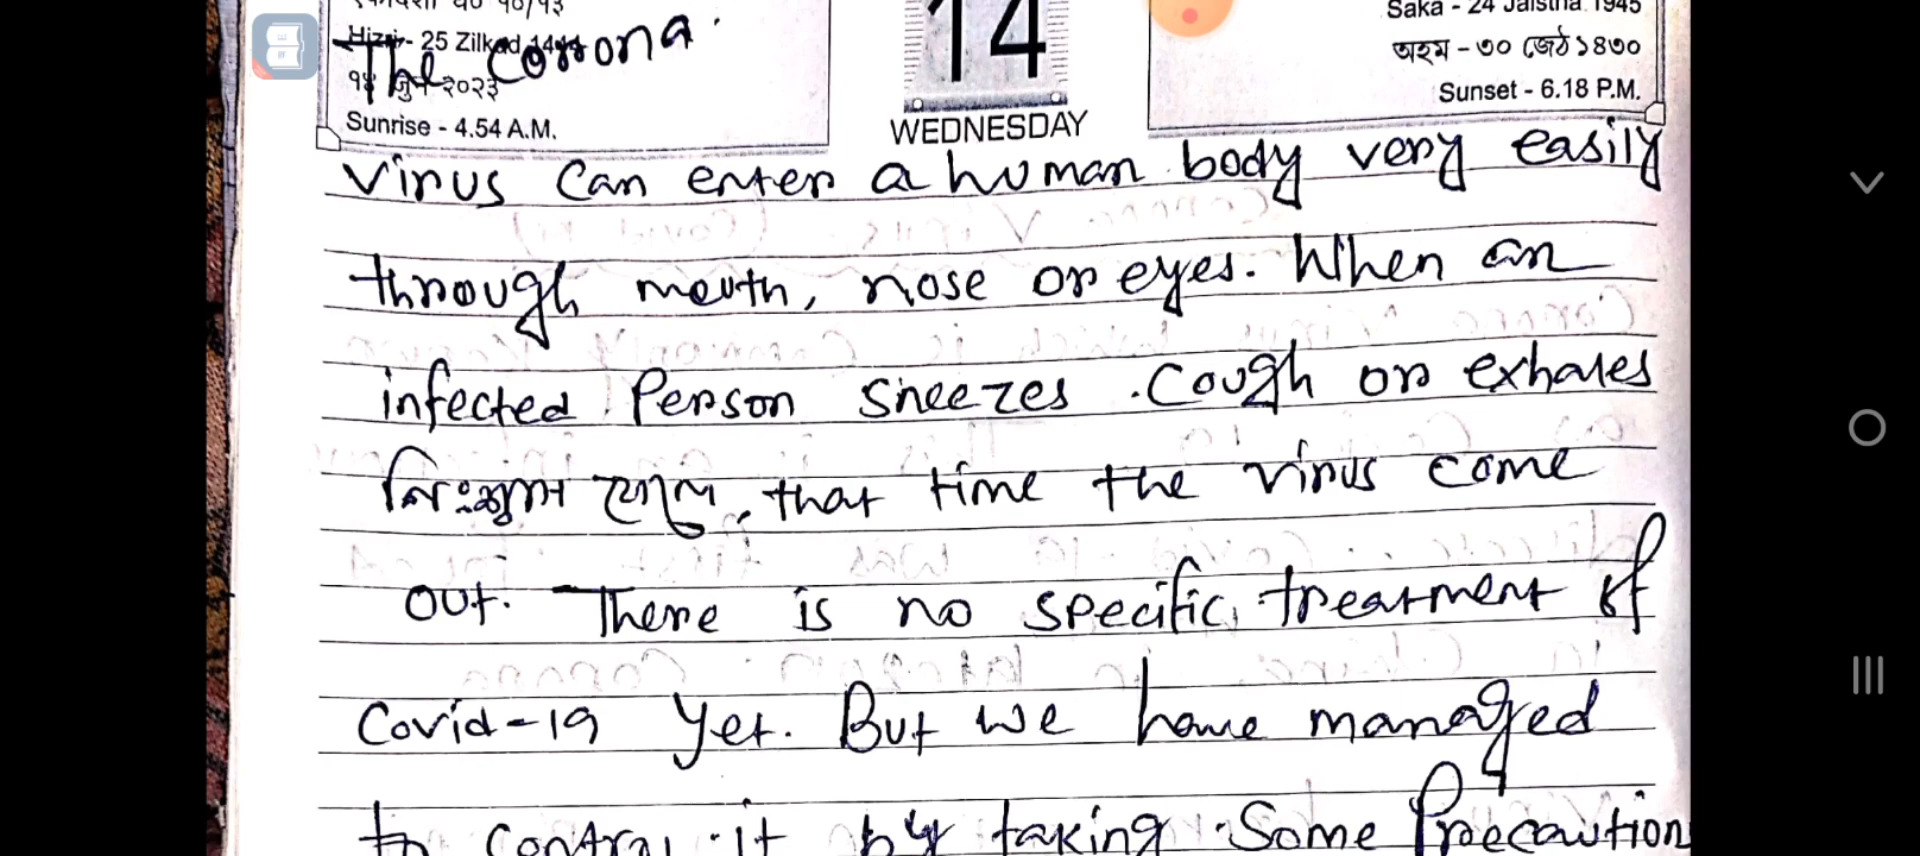 Hizri- 25 Zilkad 1444
The Corona.
Sunrise - 4.54 A.M.
14
WEDNESDAY
Saka - 24 Jaistha 1945
অহম - ৩০ জেঠ ১৪৩০
Sunset - 6.18 P.M.
virus can enter a human body very easily
through mouth, nose or eyes. When an
infected Person Sneezes . Cough or exhales
নিঃশ্বাস ফেলে, that time the virus come
out. There is no specific treatment of
Covid-19 Yet. But we have managed
to control it by taking Some Precaution